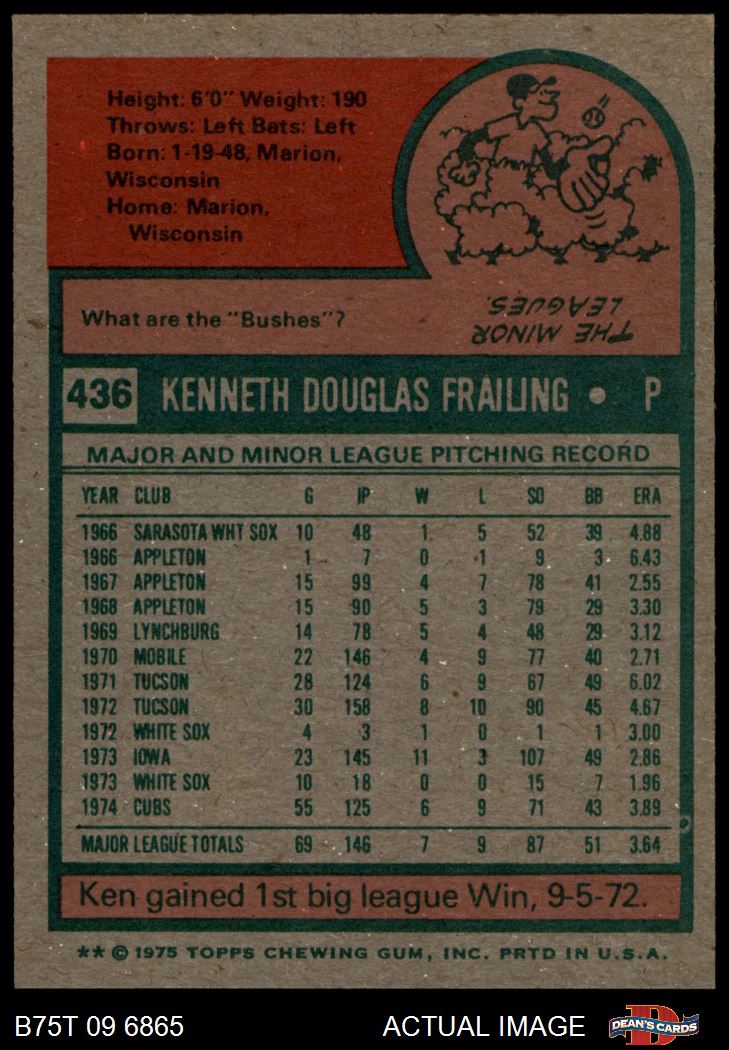 Height: 6'0" Weight: 190
Throws: Left Bats: Left
Born: 1-19-48, Marion,
Wisconsin
Home: Marion,
Wisconsin
What are the "Bushes"?
THE MINOR
LEAGUES.
436 KENNETH DOUGLAS FRAILING • P
MAJOR AND MINOR LEAGUE PITCHING RECORD
YEAR CLUB G IP W L SO BB ERA
1966 SARASOTA WHT SOX 10 48 1 5 52 39 4.88
1966 APPLETON 1 7 0 1 9 3 6.43
1967 APPLETON 15 99 4 7 78 41 2.55
1968 APPLETON 15 90 5 3 79 29 3.30
1969 LYNCHBURG 14 78 5 4 48 29 3.12
1970 MOBILE 22 146 4 9 77 40 2.71
1971 TUCSON 28 124 6 9 67 49 6.02
1972 TUCSON 30 158 8 10 90 45 4.67
1972 WHITE SOX 4 3 1 0 1 1 3.00
1973 IOWA 23 145 11 3 107 49 2.86
1973 WHITE SOX 10 18 0 0 15 7 1.96
1974 CUBS 55 125 6 9 71 43 3.89
MAJOR LEAGUE TOTALS 69 146 7 9 87 51 3.64
Ken gained 1st big league Win, 9-5-72.
** © 1975 TOPPS CHEWING GUM, INC. PRTD IN U.S.A.
B75T 09 6865 ACTUAL IMAGE D DEAN'S CARDS